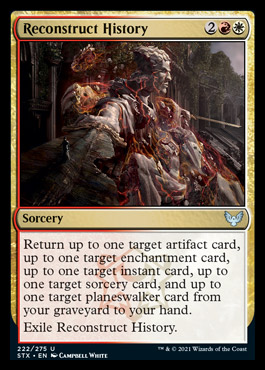 Reconstruct History 2
Sorcery
Return up to one target artifact card,
up to one target enchantment card,
up to one target instant card, up to
one target sorcery card, and up to
one target planeswalker card from
your graveyard to your hand.
Exile Reconstruct History.
222/275 U
STX • EN CAMPBELL WHITE ™ & © 2021 Wizards of the Coast